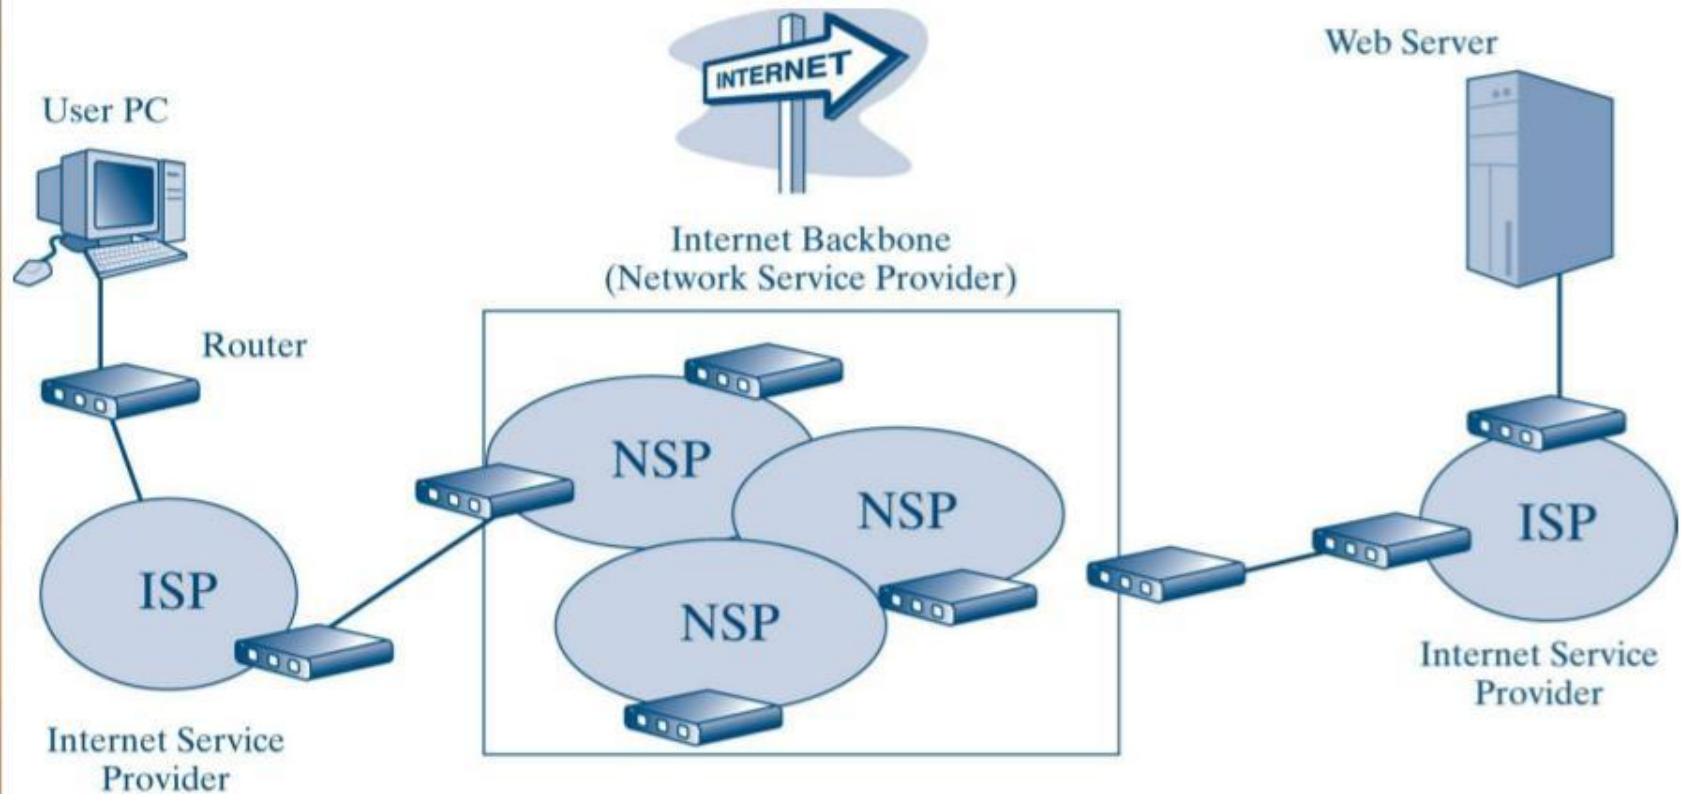 Web Server
INTERNET
User PC
Internet Backbone
(Network Service Provider)
Router
NSP
NSP
ISP
ISP
NSP
Internet Service
Provider
Internet Service
Provider